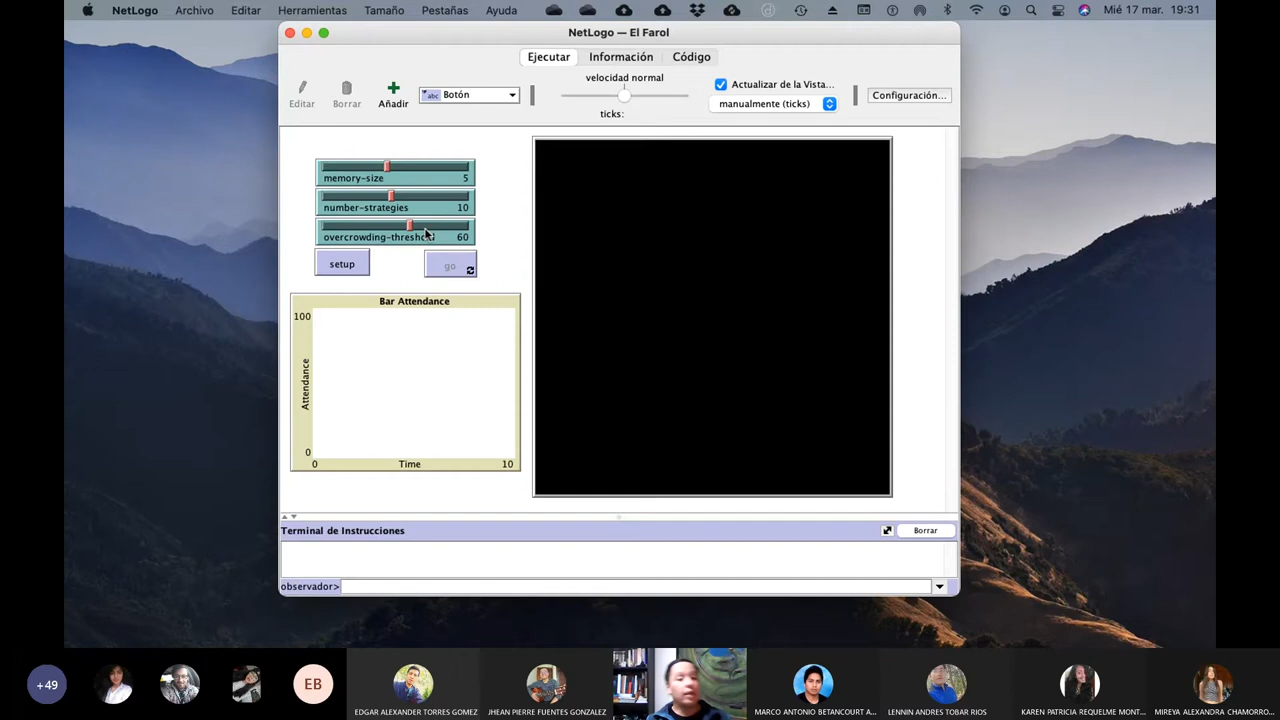 NetLogo Archivo Editar Herramientas Tamaño Pestañas Ayuda Mié 17 mar. 19:31
NetLogo — El Farol
Ejecutar Información Código
velocidad normal
ticks:
Editar Borrar Añadir
abc Botón
Actualizar de la Vista...
manualmente (ticks)
Configuración...
memory-size 5
number-strategies 10
overcrowding-threshold 60
setup go
Bar Attendance
100
Attendance
0
0 Time 10
Terminal de Instrucciones Borrar
observador>
+49
EB
EDGAR ALEXANDER TORRES GOMEZ
JHEAN PIERRE FUENTES GONZALEZ
MARCO ANTONIO BETANCOURT A...
LENNIN ANDRES TOBAR RIOS
KAREN PATRICIA REQUELME MONT...
MIREYA ALEXANDRA CHAMORRO...